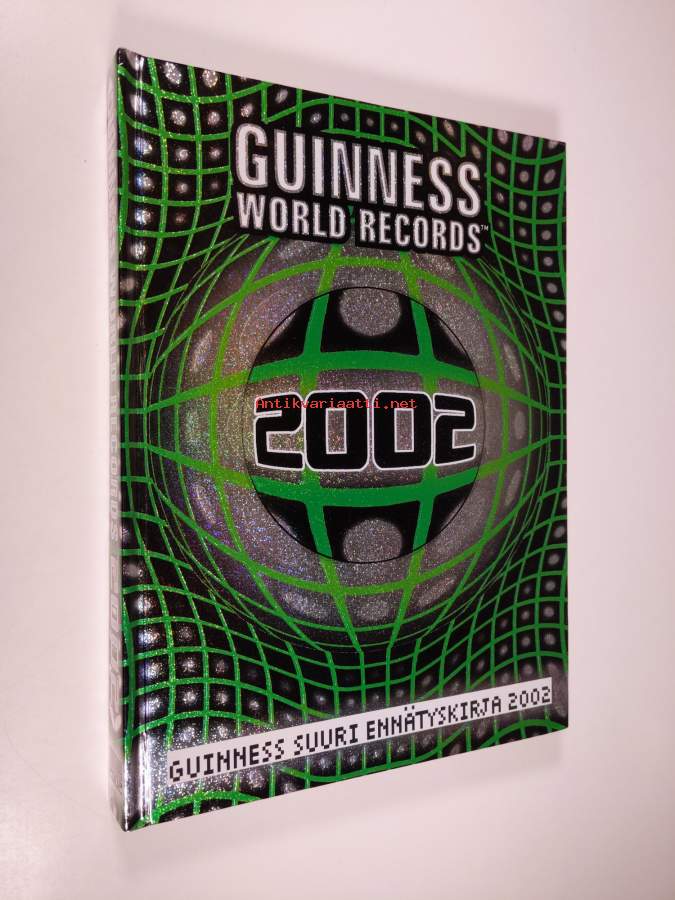 GUINNESS
WORLD RECORDS™
Antikvariaatti.net
2002
GUINNESS SUURI ENNÄTYSKIRJA 2002